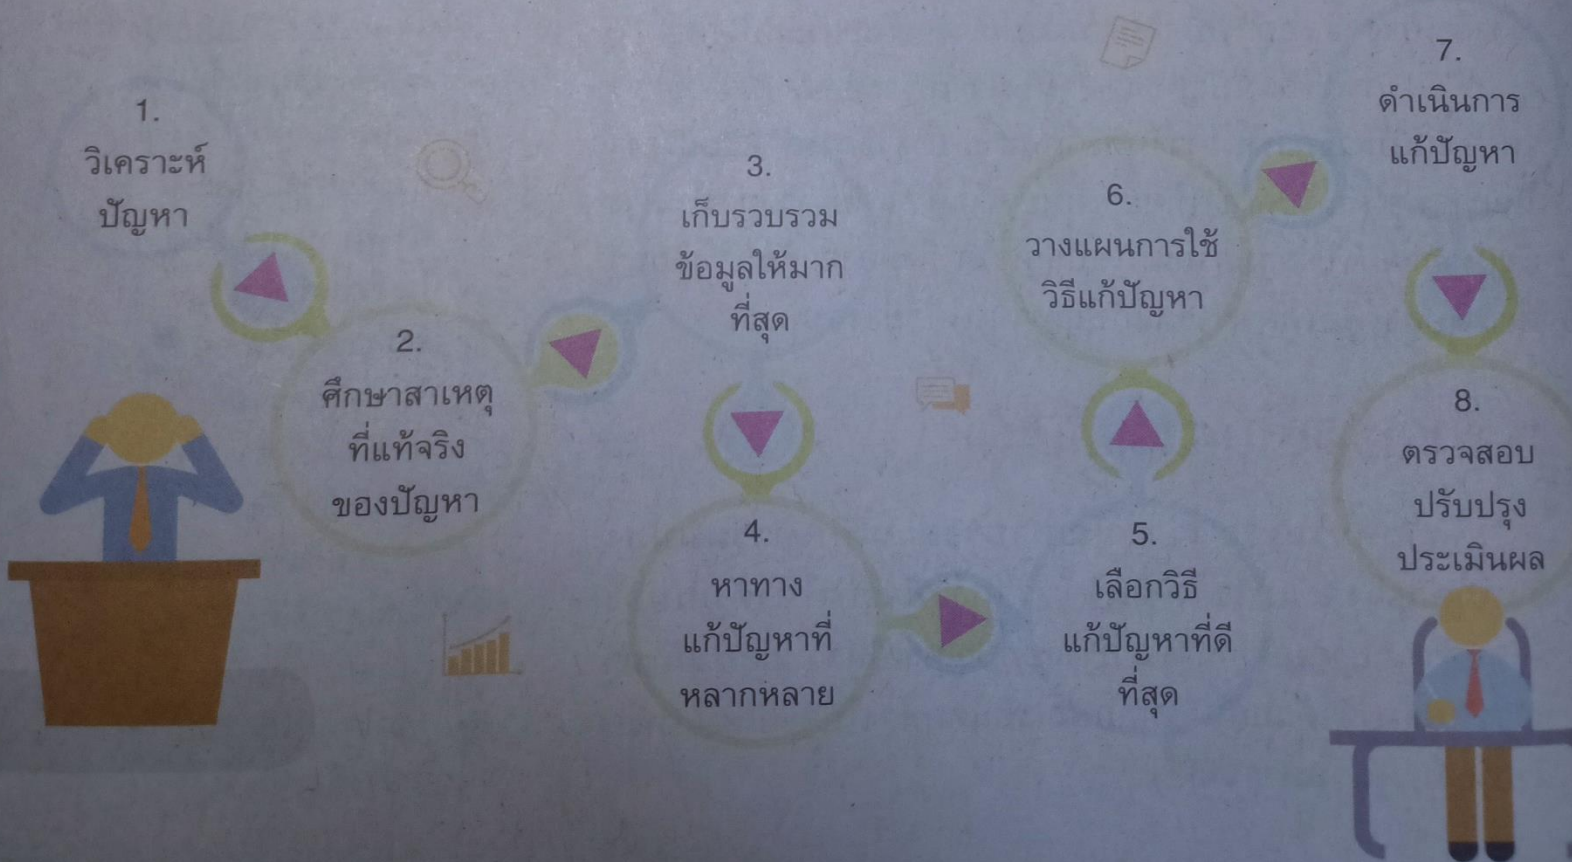 1.
วิเคราะห์
ปัญหา
2.
ศึกษาสาเหตุ
ที่แท้จริง
ของปัญหา
3.
เก็บรวบรวม
ข้อมูลให้มาก
ที่สุด
4.
หาทาง
แก้ปัญหาที่
หลากหลาย
5.
เลือกวิธี
แก้ปัญหาที่ดี
ที่สุด
6.
วางแผนการใช้
วิธีแก้ปัญหา
7.
ดำเนินการ
แก้ปัญหา
8.
ตรวจสอบ
ปรับปรุง
ประเมินผล